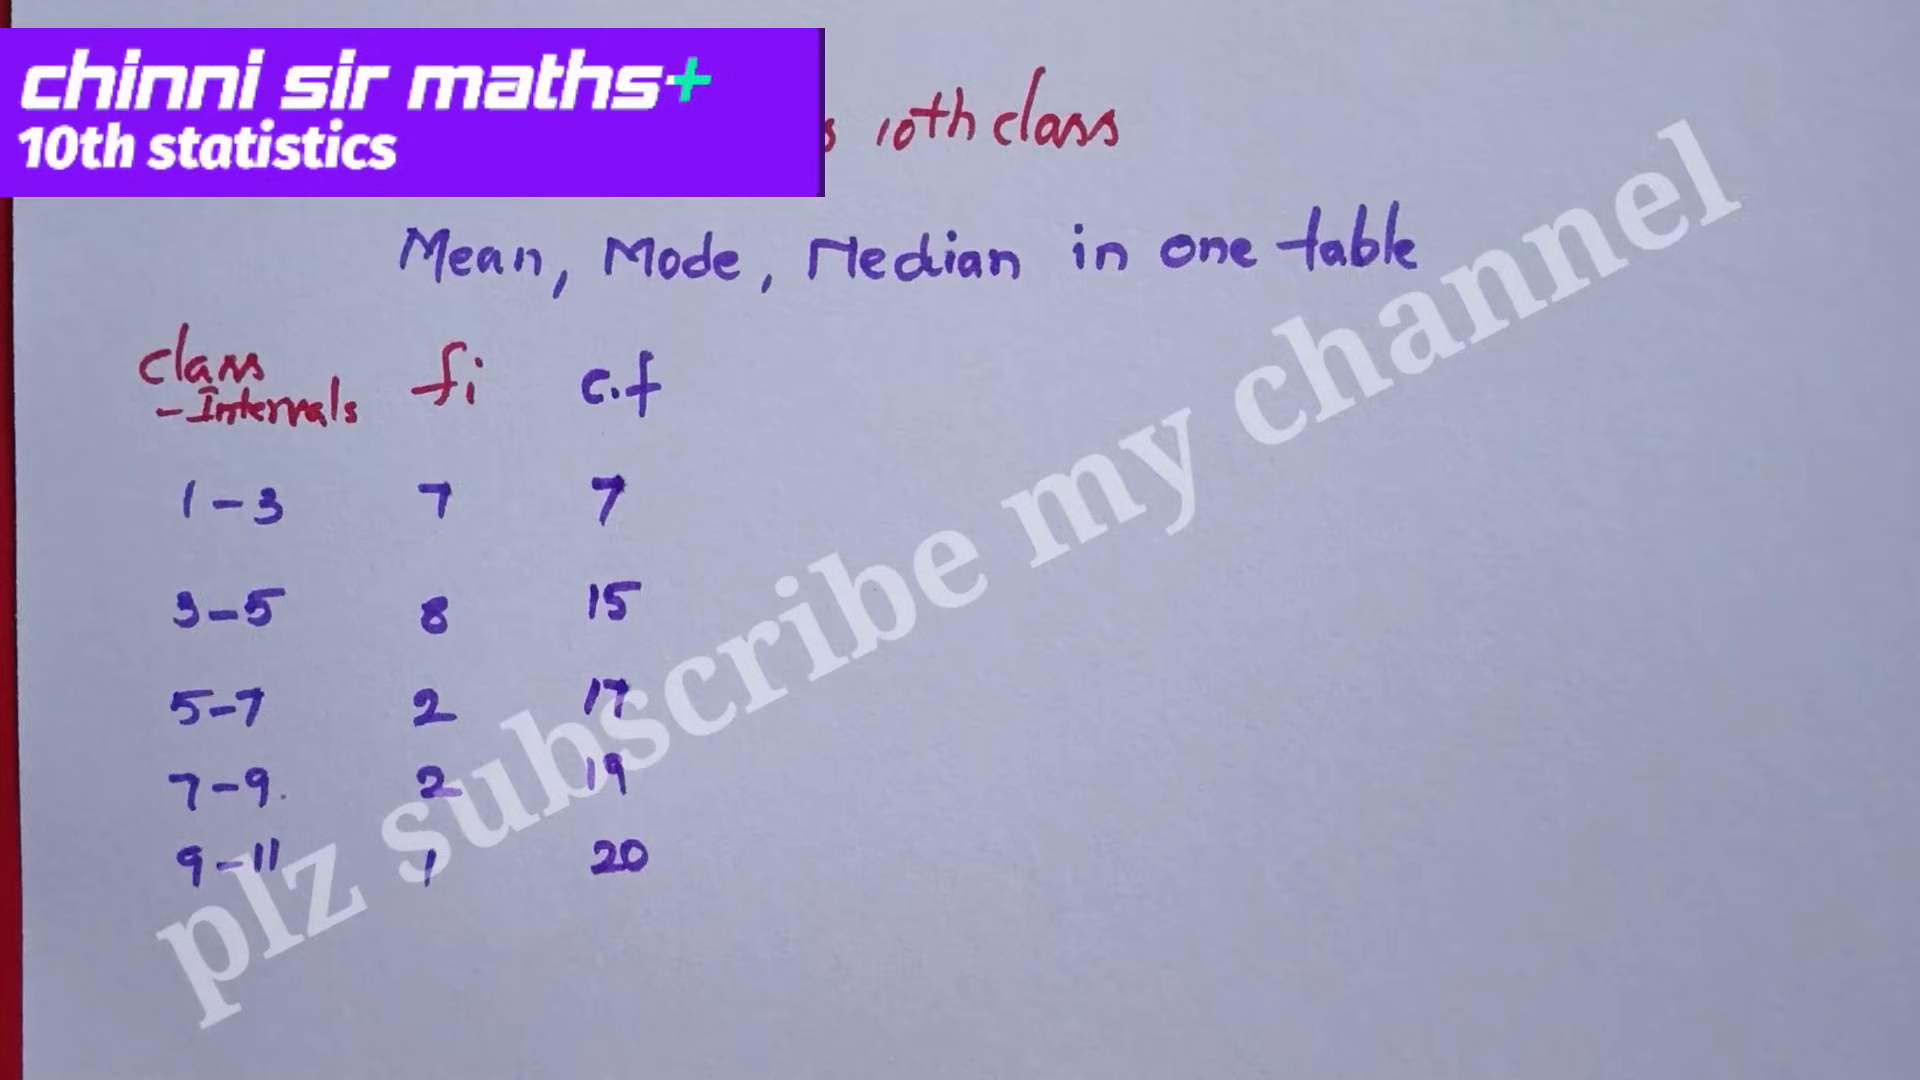 chinni sir maths+
10th statistics
s 10th class
Mean, Mode, Median in one table
class fi c.f
-Intervals
1-3 7 7
3-5 8 15
5-7 2 17
7-9 2 19
9-11 1 20
plz subscribe my channel